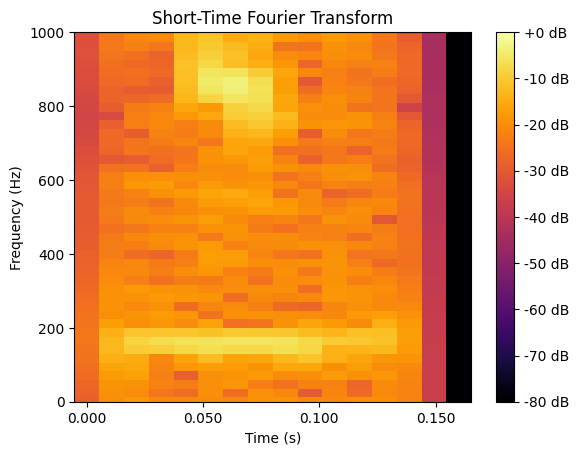 Short-Time Fourier Transform
Frequency (Hz)
1000
800
600
400
200
0
0.000
0.050
0.100
0.150
Time (s)
+0 dB
-10 dB
-20 dB
-30 dB
-40 dB
-50 dB
-60 dB
-70 dB
-80 dB